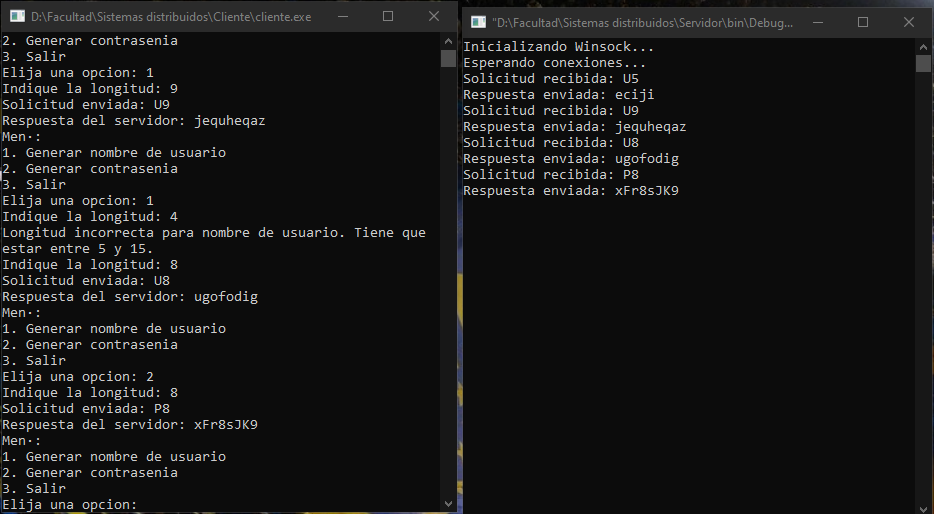 D:\Facultad\Sistemas distribuidos\Cliente\cliente.exe
2. Generar contrasenia
3. Salir
Elija una opcion: 1
Indique la longitud: 9
Solicitud enviada: U9
Respuesta del servidor: jequheqaz
Men·:
1. Generar nombre de usuario
2. Generar contrasenia
3. Salir
Elija una opcion: 1
Indique la longitud: 4
Longitud incorrecta para nombre de usuario. Tiene que
estar entre 5 y 15.
Indique la longitud: 8
Solicitud enviada: U8
Respuesta del servidor: ugofodig
Men·:
1. Generar nombre de usuario
2. Generar contrasenia
3. Salir
Elija una opcion: 2
Indique la longitud: 8
Solicitud enviada: P8
Respuesta del servidor: xFr8sJK9
Men·:
1. Generar nombre de usuario
2. Generar contrasenia
3. Salir
Elija una opcion:
"D:\Facultad\Sistemas distribuidos\Servidor\bin\Debug...
Inicializando Winsock...
Esperando conexiones...
Solicitud recibida: U5
Respuesta enviada: eciji
Solicitud recibida: U9
Respuesta enviada: jequheqaz
Solicitud recibida: U8
Respuesta enviada: ugofodig
Solicitud recibida: P8
Respuesta enviada: xFr8sJK9